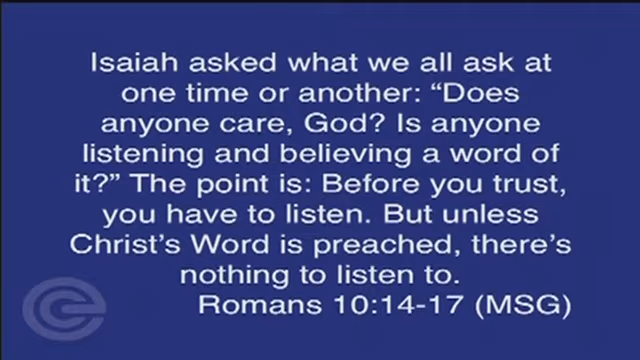 Isaiah asked what we all ask at
one time or another: “Does
anyone care, God? Is anyone
listening and believing a word of
it?” The point is: Before you trust,
you have to listen. But unless
Christ’s Word is preached, there’s
nothing to listen to.
Romans 10:14-17 (MSG)